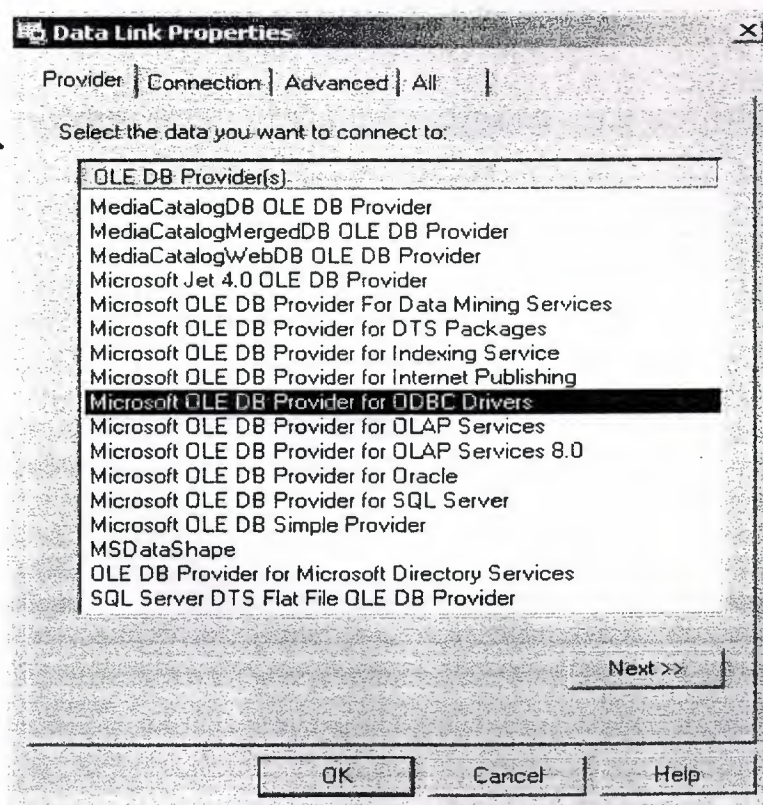 Data Link Properties
Provider Connection Advanced All
Select the data you want to connect to:
OLE DB Provider(s)
MediaCatalogDB OLE DB Provider
MediaCatalogMergedDB OLE DB Provider
MediaCatalogWebDB OLE DB Provider
Microsoft Jet 4.0 OLE DB Provider
Microsoft OLE DB Provider For Data Mining Services
Microsoft OLE DB Provider for DTS Packages
Microsoft OLE DB Provider for Indexing Service
Microsoft OLE DB Provider for Internet Publishing
Microsoft OLE DB Provider for ODBC Drivers
Microsoft OLE DB Provider for OLAP Services
Microsoft OLE DB Provider for OLAP Services 8.0
Microsoft OLE DB Provider for Oracle
Microsoft OLE DB Provider for SQL Server
Microsoft OLE DB Simple Provider
MSDataShape
OLE DB Provider for Microsoft Directory Services
SQL Server DTS Flat File OLE DB Provider
Next >>
OK Cancel Help